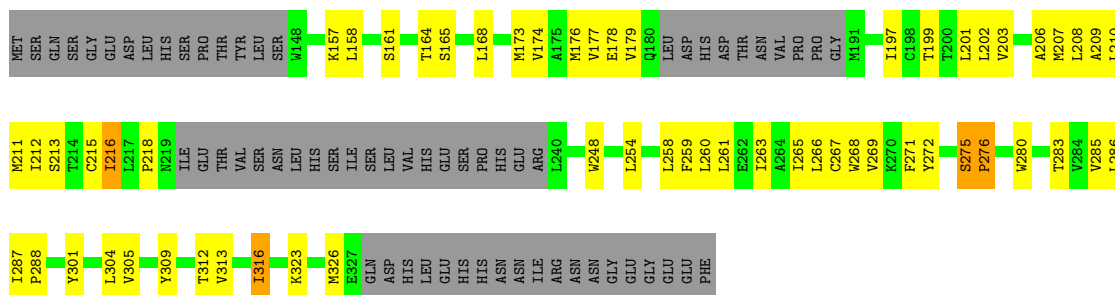 MET SER GLN SER GLY GLU ASP LEU HIS SER PRO THR TYR LEU SER W148 K157 L158 S161 T164 S165 L168 M173 V174 A175 M176 V177 E178 V179 Q180 LEU ASP HIS ASP THR ASN VAL PRO PRO GLY M191 I197 C198 T199 T200 L201 L202 V203 A206 M207 L208 A209
M211 I212 S213 T214 C215 I216 L217 P218 N219 ILE GLU THR VAL SER ASN LEU HIS SER ILE SER LEU VAL HIS GLU SER PRO HIS GLU ARG L240 W248 L254 L258 F259 L260 L261 E262 I263 A264 I265 L266 C267 W268 V269 K270 F271 Y272 S275 P276 W280 T283 V284 V285
I287 P288 Y301 L304 V305 Y309 T312 V313 I316 K323 M326 E327 GLN ASP HIS LEU GLU HIS HIS ASN ASN ILE ARG ASN ASN GLY GLU GLY GLU GLU PHE